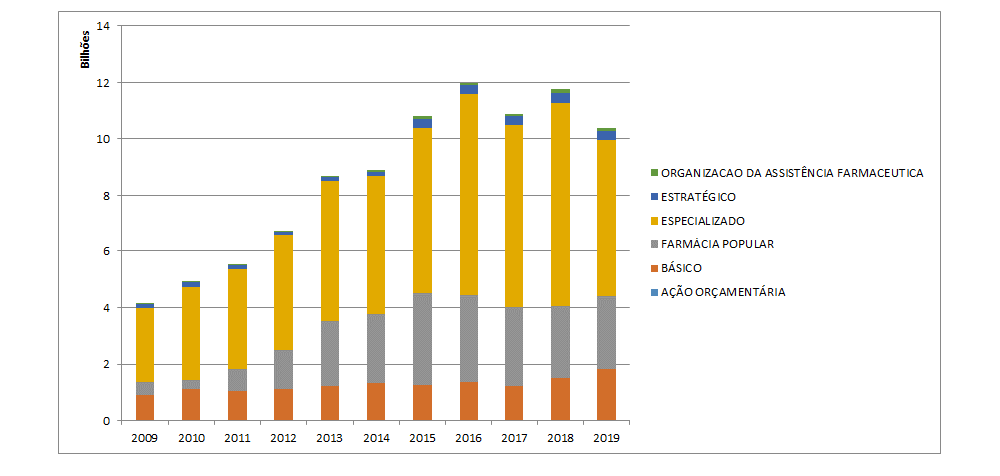 Bilhões
14
12
10
8
6
4
2
0
2009 2010 2011 2012 2013 2014 2015 2016 2017 2018 2019
ORGANIZACAO DA ASSISTÊNCIA FARMACEUTICA
ESTRATÉGICO
ESPECIALIZADO
FARMÁCIA POPULAR
BÁSICO
AÇÃO ORÇAMENTÁRIA